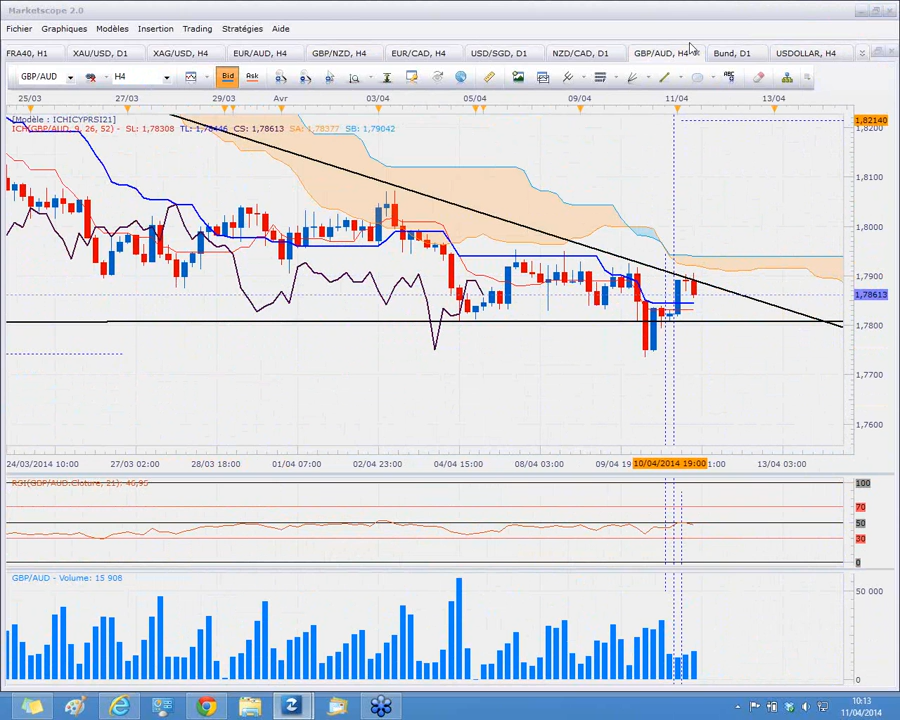 Marketscope 2.0
Fichier Graphiques Modèles Insertion Trading Stratégies Aide
FRA40, H1 XAU/USD, D1 XAG/USD, H4 EUR/AUD, H4 GBP/NZD, H4 EUR/CAD, H4 USD/SGD, D1 NZD/CAD, D1 GBP/AUD, H4 Bund, D1 USDOLLAR, H4
GBP/AUD H4 Bid Ask
25/03 27/03 29/03 Avr 03/04 05/04 09/04 11/04 13/04
[Modèle : ICHICYPRSI21]
ICH(GBP/AUD, 9, 26, 52) - SL: 1,78308 TL: 1,78446 CS: 1,78613 SA: 1,78377 SB: 1,79042
1,82140
1,8200
1,8100
1,8000
1,7900
1,78613
1,7800
1,7700
1,7600
24/03/2014 10:00 27/03 02:00 28/03 18:00 01/04 07:00 02/04 23:00 04/04 15:00 08/04 03:00 09/04 19 10/04/2014 19:00 1:00 13/04 03:00
RSI(GBP/AUD.Cloture, 21): 46,95
100
70
50
30
0
GBP/AUD - Volume: 15 908
50 000
0
10:13
11/04/2014